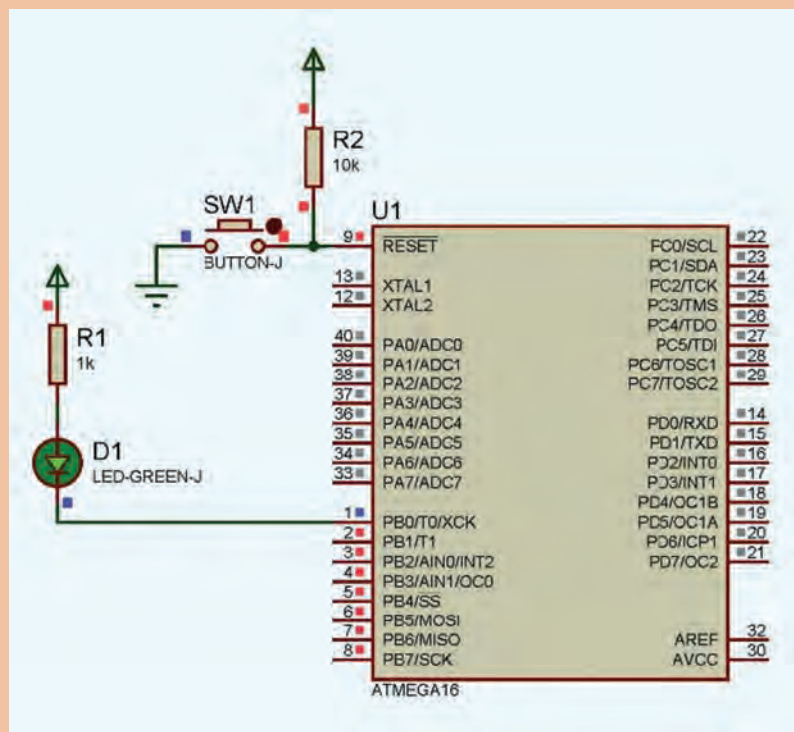 R2
10k
SW1
BUTTON-J
R1
1k
D1
LED-GREEN-J
U1
9 RESET
13 XTAL1
12 XTAL2
40 PA0/ADC0
39 PA1/ADC1
38 PA2/ADC2
37 PA3/ADC3
36 PA4/ADC4
35 PA5/ADC5
34 PA6/ADC6
33 PA7/ADC7
1 PB0/T0/XCK
2 PB1/T1
3 PB2/AIN0/INT2
4 PB3/AIN1/OC0
5 PB4/SS
6 PB5/MOSI
7 PB6/MISO
8 PB7/SCK
PC0/SCL 22
PC1/SDA 23
PC2/TCK 24
PC3/TMS 25
PC4/TDO 26
PC5/TDI 27
PC6/TOSC1 28
PC7/TOSC2 29
PD0/RXD 14
PD1/TXD 15
PD2/INT0 16
PD3/INT1 17
PD4/OC1B 18
PD5/OC1A 19
PD6/ICP1 20
PD7/OC2 21
AREF 32
AVCC 30
ATMEGA16